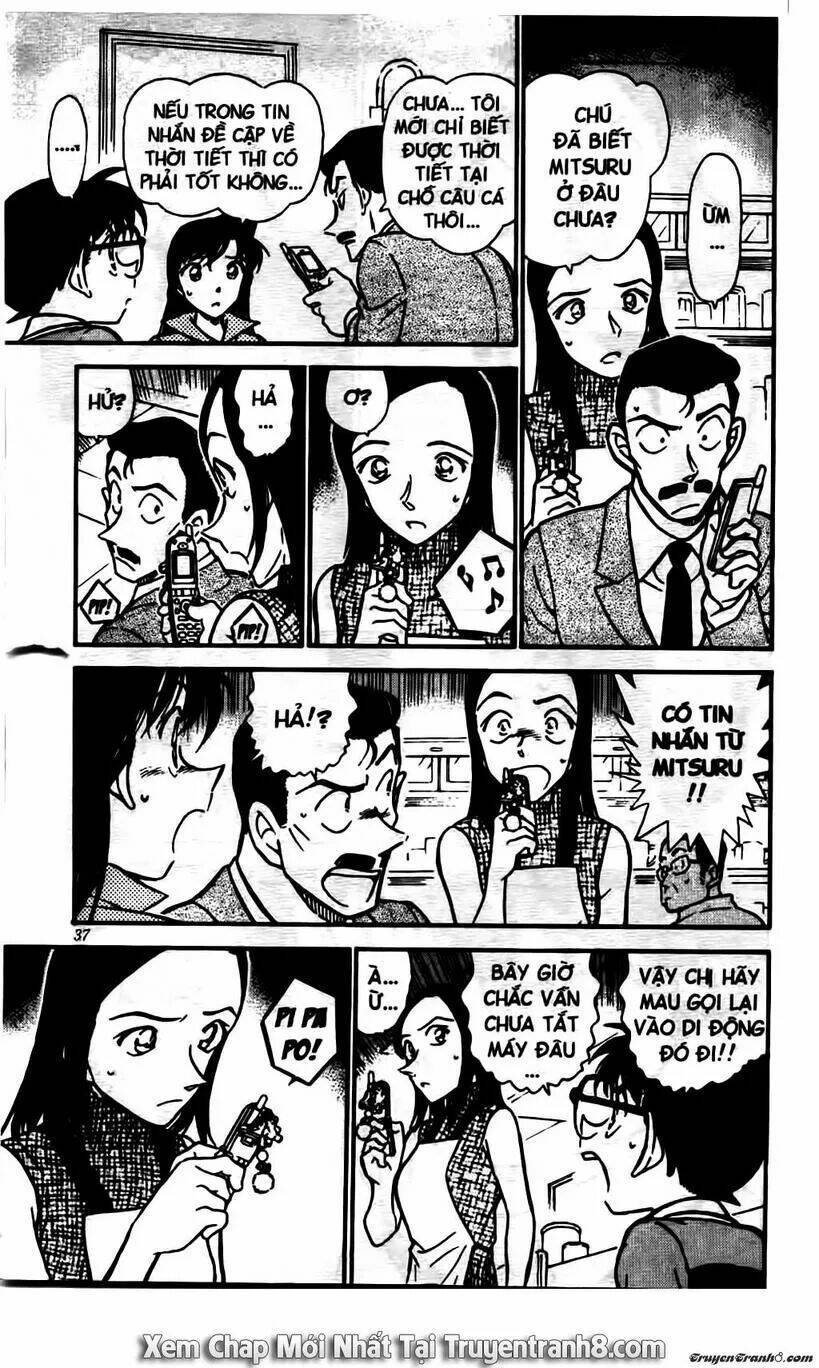 CHÚ
ĐÃ BIẾT
MITSURU
Ở ĐÂU
CHƯA?
ỪM
...
CHƯA... TÔI
MỚI CHỈ BIẾT
ĐƯỢC THỜI
TIẾT TẠI
CHỖ CÂU CÁ
THÔI...
NẾU TRONG TIN
NHẮN ĐỀ CẬP VỀ
THỜI TIẾT THÌ CÓ
PHẢI TỐT KHÔNG...
.....
Ơ?
HẢ
...
HỬ?
PIP!
PIP!
CÓ TIN
NHẮN TỪ
MITSURU
!!
HẢ!?
37
VẬY CHỊ HÃY
MAU GỌI LẠI
VÀO DI ĐỘNG
ĐÓ ĐI!!
BÂY GIỜ
CHẮC VẪN
CHƯA TẮT
MÁY ĐÂU
...
À...
Ừ...
PI PA
PO!
Xem Chap Mới Nhất Tại Truyentranh8.com
TruyenTranh8.com